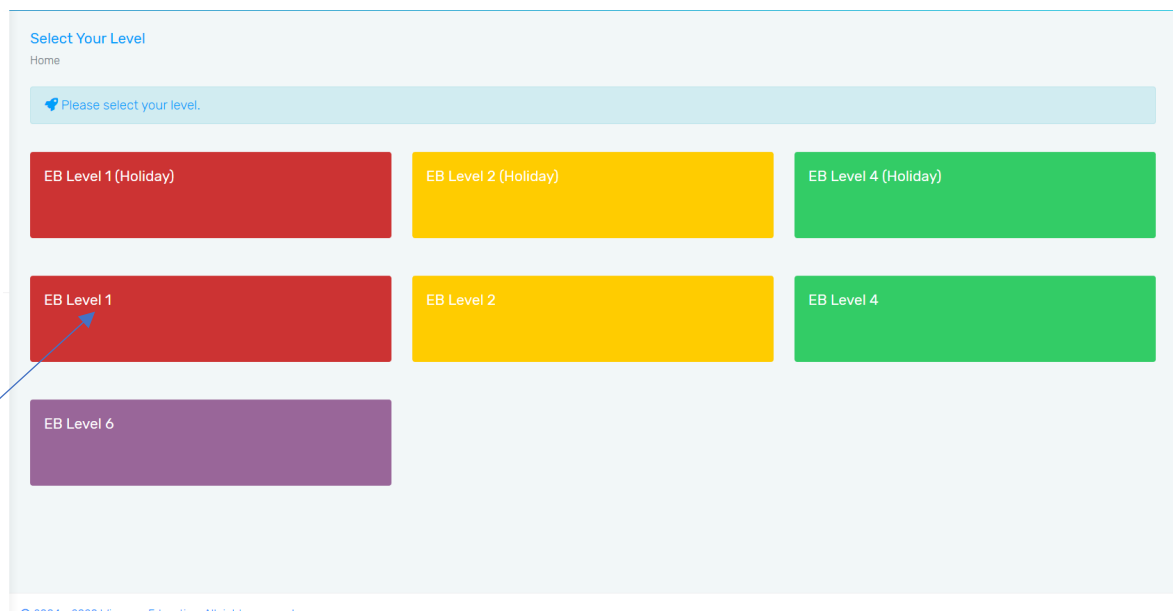 Select Your Level
Home
Please select your level.
EB Level 1 (Holiday)
EB Level 2 (Holiday)
EB Level 4 (Holiday)
EB Level 1
EB Level 2
EB Level 4
EB Level 6